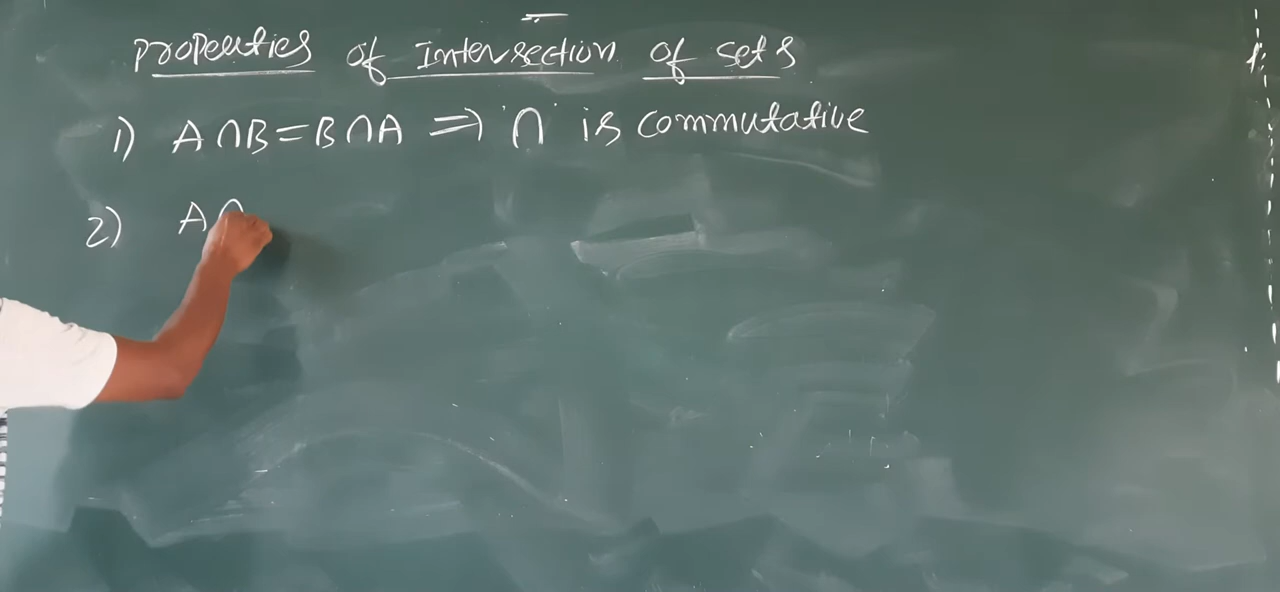 Properties of Intersection of sets
1) A∩B=B∩A ⇒ '∩' is commutative
2) A∩